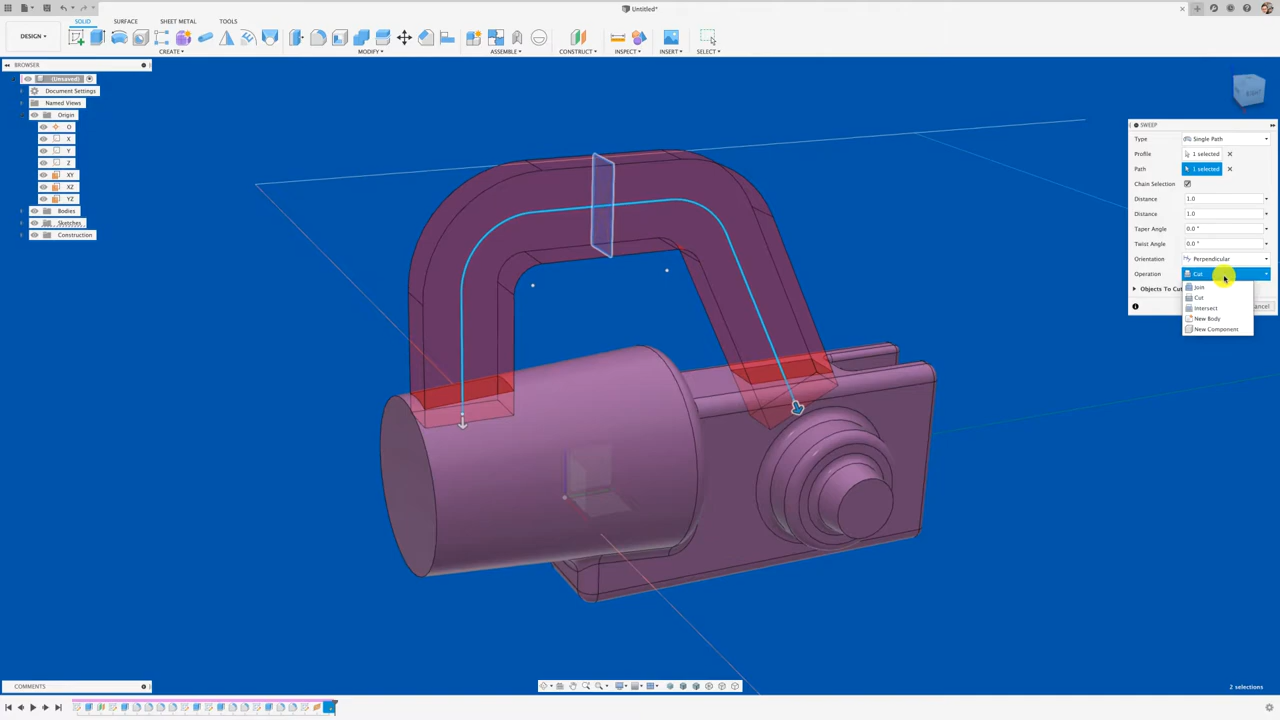 Untitled*
DESIGN
SOLID
SURFACE
SHEET METAL
TOOLS
CREATE
MODIFY
ASSEMBLE
CONSTRUCT
INSPECT
INSERT
SELECT
BROWSER
(Unsaved)
Document Settings
Named Views
Origin
O
X
Y
Z
XY
XZ
YZ
Bodies
Sketches
Construction
SWEEP
Type Single Path
Profile 1 selected
Path 1 selected
Chain Selection
Distance 1.0
Distance 1.0
Taper Angle 0.0 °
Twist Angle 0.0 °
Orientation Perpendicular
Operation Cut
Objects To Cut
Join
Cut
Intersect
New Body
New Component
COMMENTS
2 selections